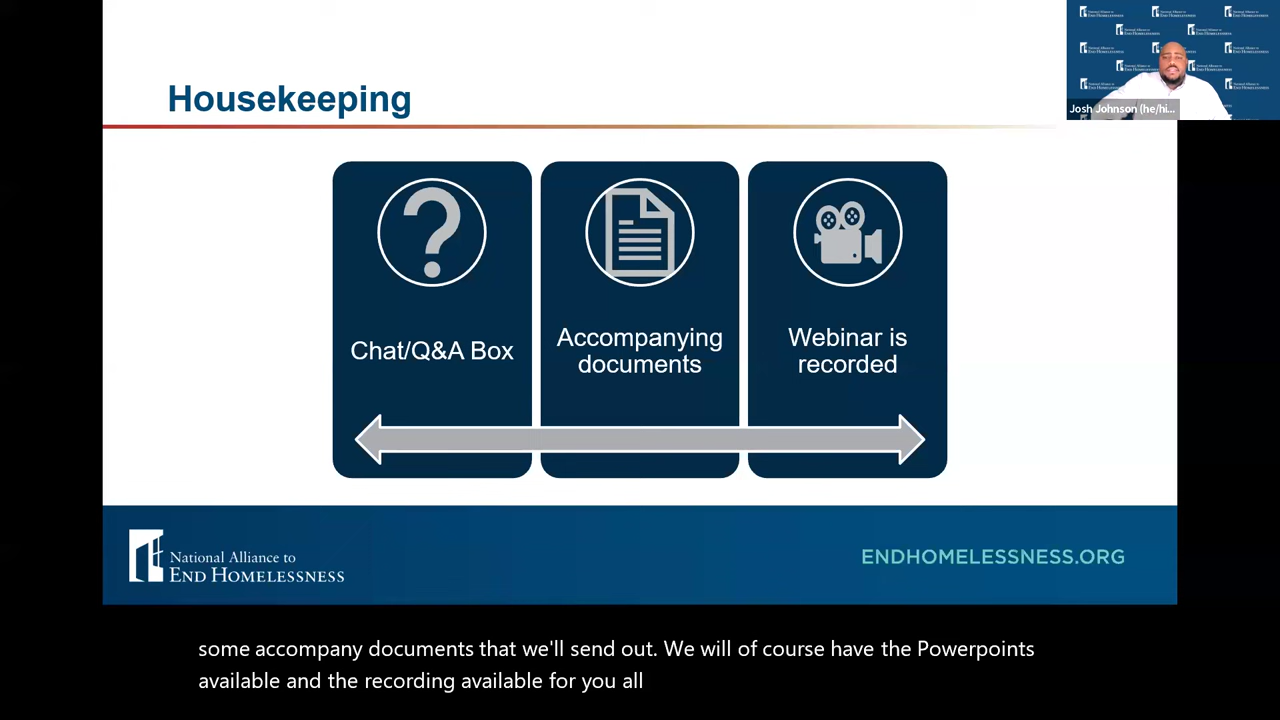 Housekeeping
Josh Johnson (he/hi...
Chat/Q&A Box
Accompanying
documents
Webinar is
recorded
National Alliance to
END HOMELESSNESS
ENDHOMELESSNESS.ORG
some accompany documents that we'll send out. We will of course have the Powerpoints
available and the recording available for you all